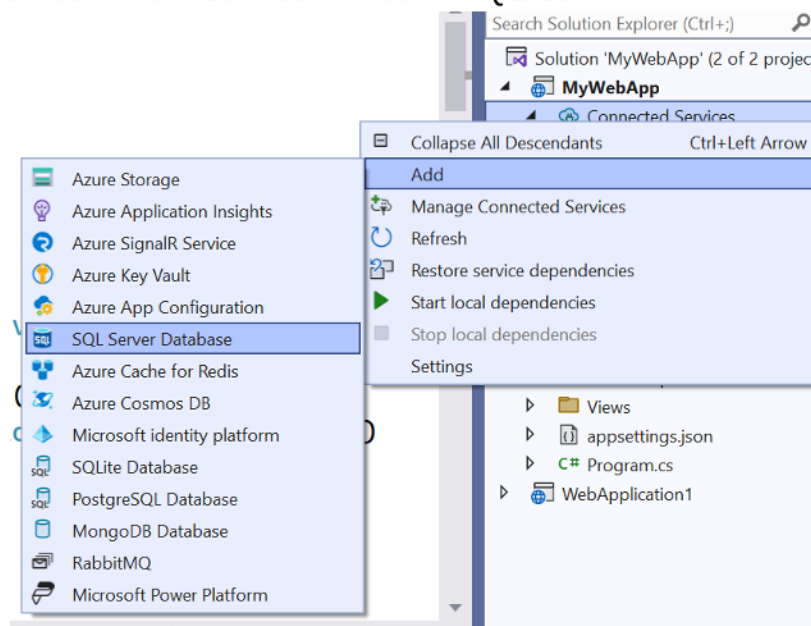 Search Solution Explorer (Ctrl+;)
Solution 'MyWebApp' (2 of 2 projec
MyWebApp
Connected Services
Collapse All Descendants Ctrl+Left Arrow
Add
Manage Connected Services
Refresh
Restore service dependencies
Start local dependencies
Stop local dependencies
Settings
Azure Storage
Azure Application Insights
Azure SignalR Service
Azure Key Vault
Azure App Configuration
SQL Server Database
Azure Cache for Redis
Azure Cosmos DB
Microsoft identity platform
SQLite Database
PostgreSQL Database
MongoDB Database
RabbitMQ
Microsoft Power Platform
Views
appsettings.json
C# Program.cs
WebApplication1